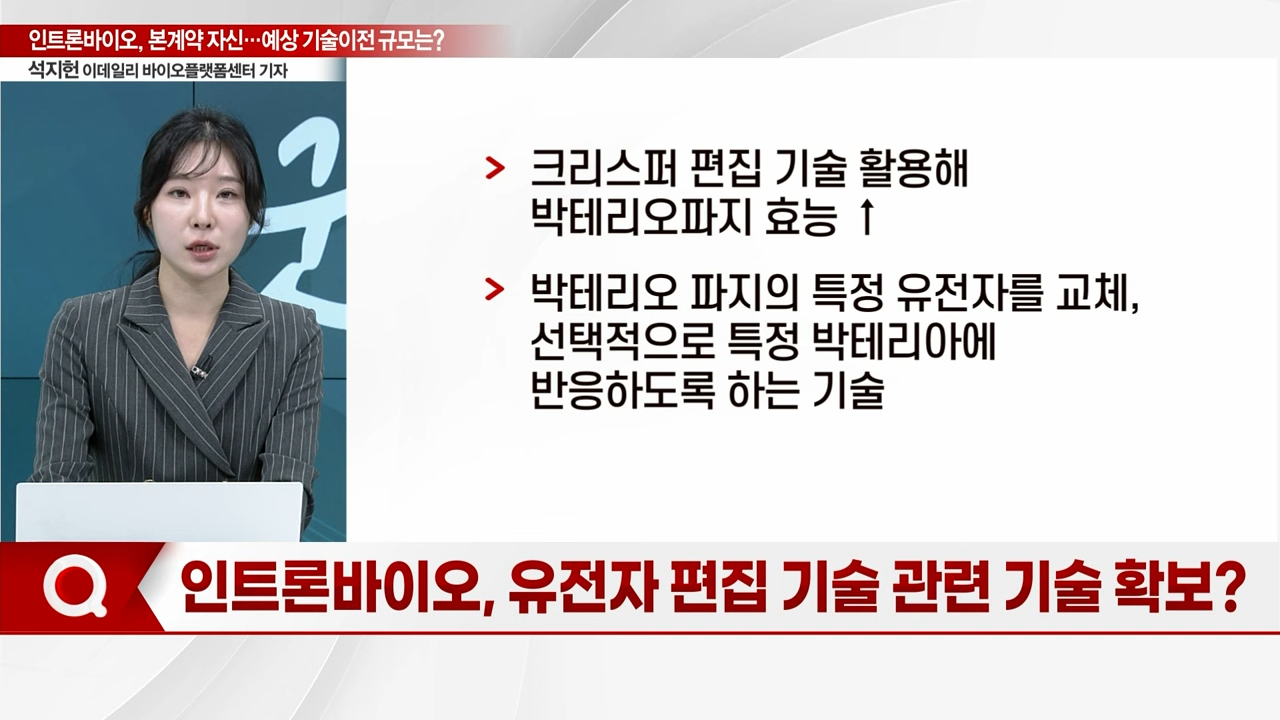 인트론바이오, 본계약 자신…예상 기술이전 규모는?
석지헌 이데일리 바이오플랫폼센터 기자
> 크리스퍼 편집 기술 활용해
박테리오파지 효능 ↑
> 박테리오 파지의 특정 유전자를 교체,
선택적으로 특정 박테리아에
반응하도록 하는 기술
Q 인트론바이오, 유전자 편집 기술 관련 기술 확보?